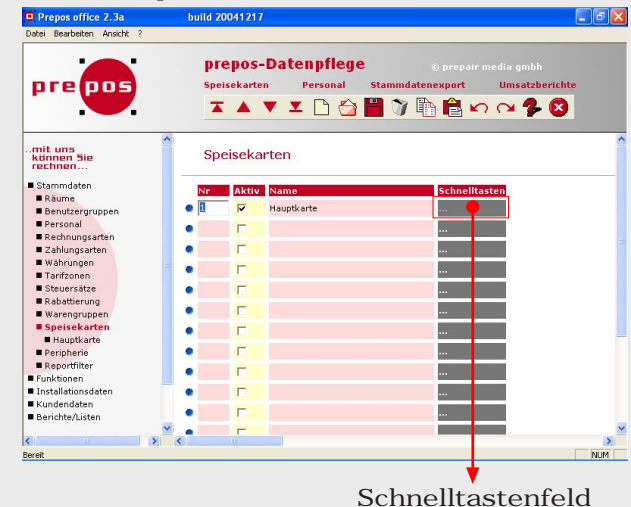 Prepos office 2.3a build 20041217
Datei Bearbeiten Ansicht ?
prepos
prepos-Datenpflege © prepair media gmbh
Speisekarten Personal Stammdatenexport Umsatzberichte
...mit uns
können Sie
rechnen...
Speisekarten
Stammdaten
Räume
Benutzergruppen
Personal
Rechnungsarten
Zahlungsarten
Währungen
Tarifzonen
Steuersätze
Rabattierung
Warengruppen
Speisekarten
Hauptkarte
Peripherie
Reportfilter
Funktionen
Installationsdaten
Kundendaten
Berichte/Listen
Nr Aktiv Name Schnelltasten
1 Hauptkarte ...
...
...
...
...
...
...
...
...
...
...
Bereit NUM
Schnelltastenfeld